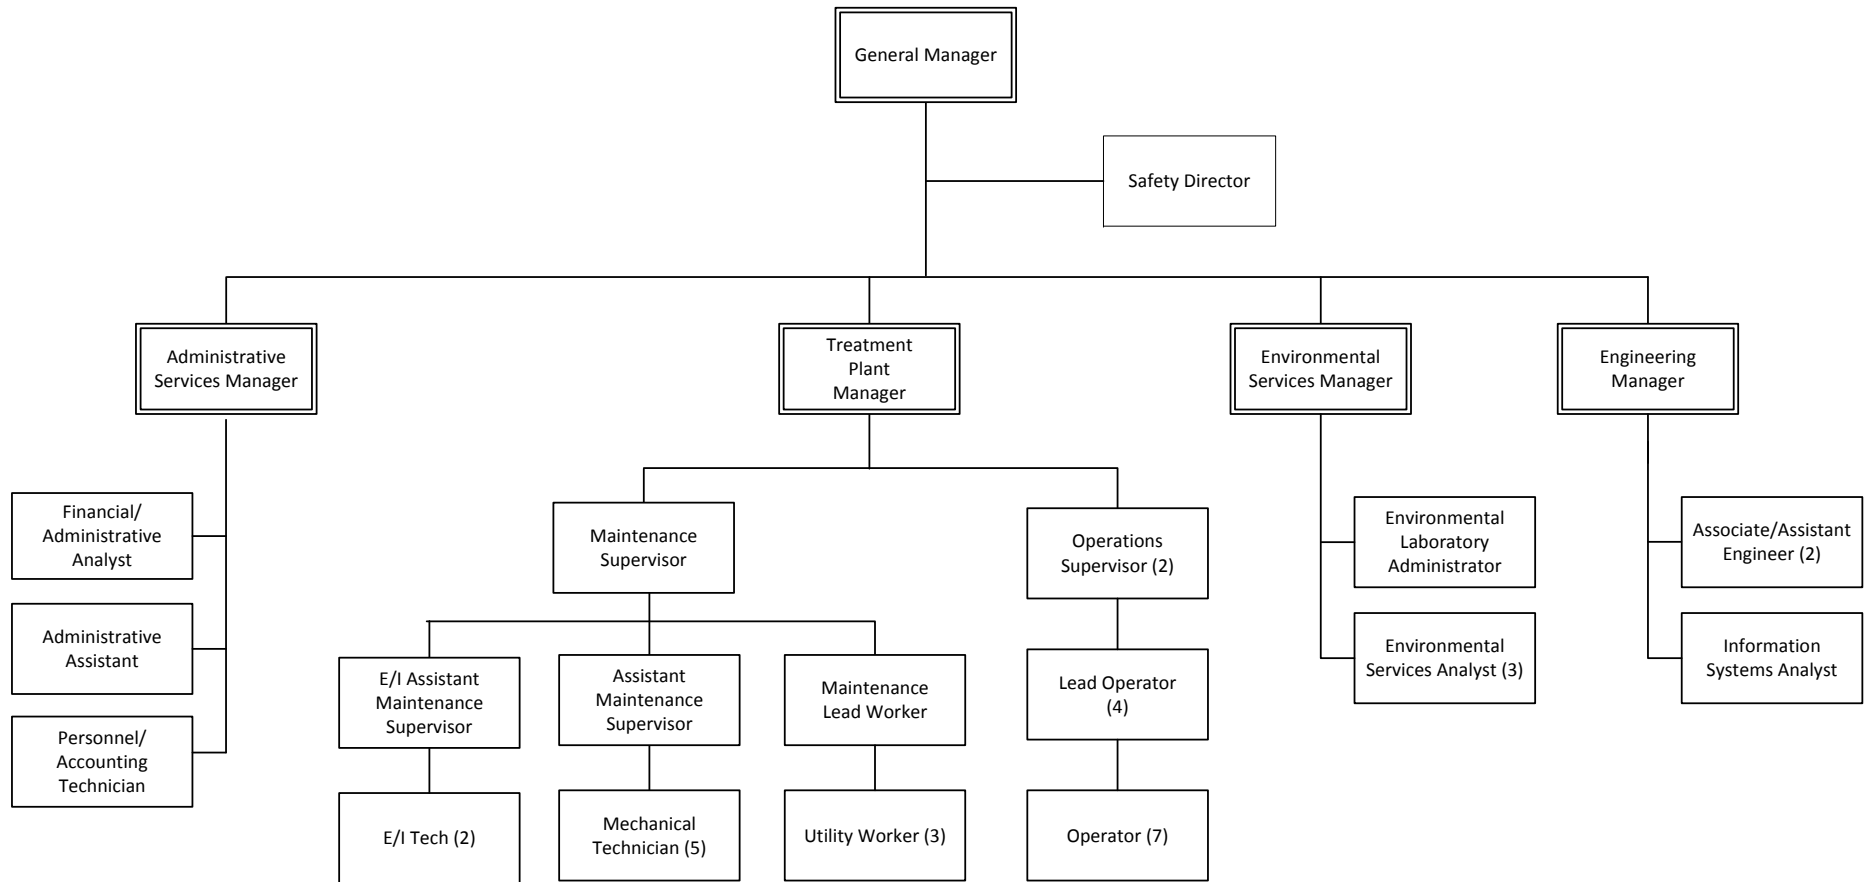 General Manager
Safety Director
Administrative
Services Manager
Treatment
Plant
Manager
Environmental
Services Manager
Engineering
Manager
Financial/
Administrative
Analyst
Administrative
Assistant
Personnel/
Accounting
Technician
Maintenance
Supervisor
Operations
Supervisor (2)
E/I Assistant
Maintenance
Supervisor
Assistant
Maintenance
Supervisor
Maintenance
Lead Worker
Lead Operator
(4)
E/I Tech (2)
Mechanical
Technician (5)
Utility Worker (3)
Operator (7)
Environmental
Laboratory
Administrator
Environmental
Services Analyst (3)
Associate/Assistant
Engineer (2)
Information
Systems Analyst